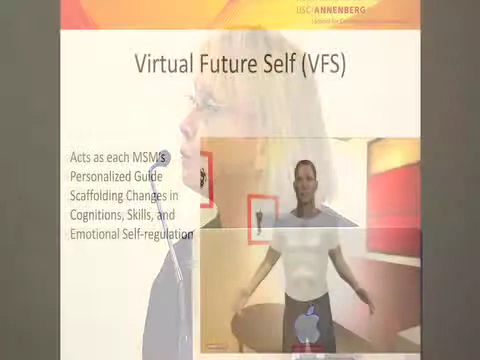 USC ANNENBERG
Virtual Future Self (VFS)
Acts as each MSM's
Personalized Guide
Scaffolding Changes in
Cognitions, Skills, and
Emotional Self-regulation